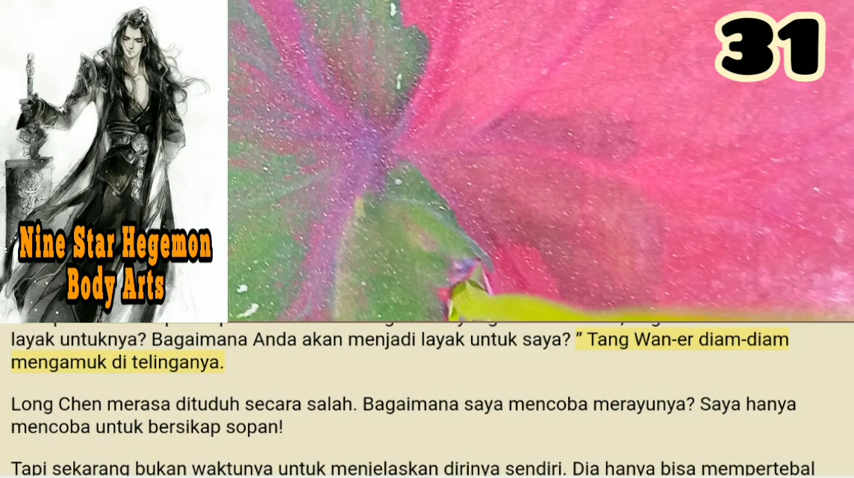 31
Nine Star Hegemon
Body Arts
layak untuknya? Bagaimana Anda akan menjadi layak untuk saya? ” Tang Wan-er diam-diam
mengamuk di telinganya.
Long Chen merasa dituduh secara salah. Bagaimana saya mencoba merayunya? Saya hanya
mencoba untuk bersikap sopan!
Tapi sekarang bukan waktunya untuk menjelaskan dirinya sendiri. Dia hanya bisa mempertebal